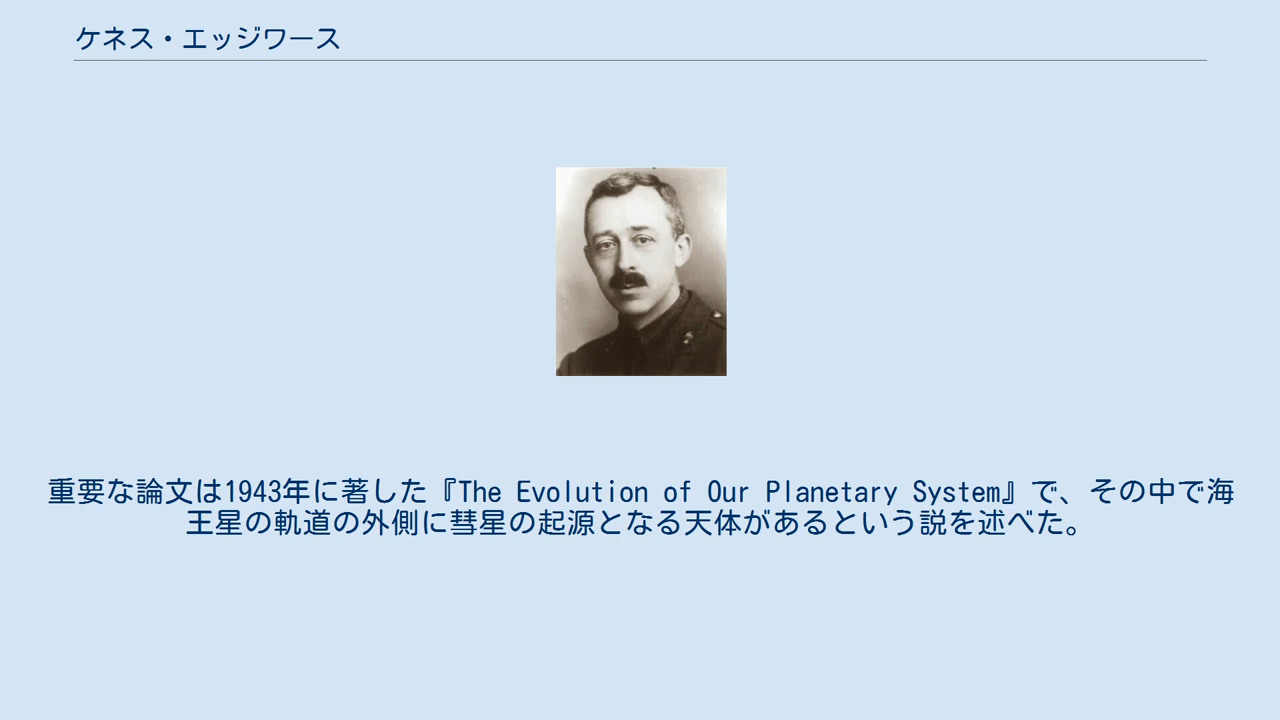 ケネス・エッジワース
重要な論文は1943年に著した『The Evolution of Our Planetary System』で、その中で海
王星の軌道の外側に彗星の起源となる天体があるという説を述べた。